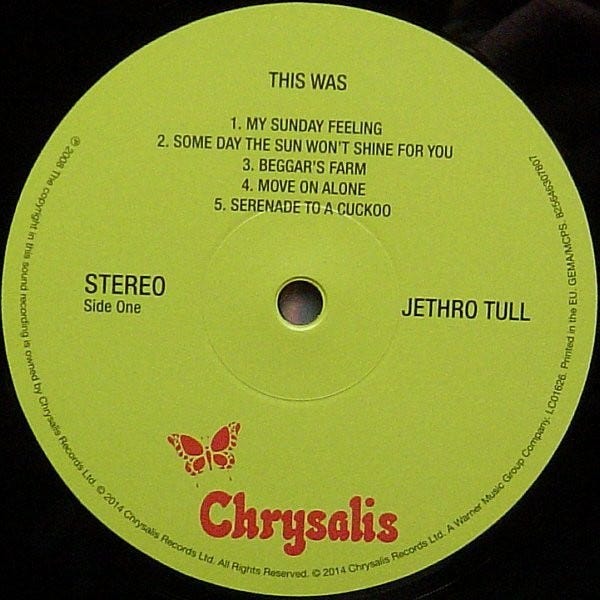 THIS WAS
1. MY SUNDAY FEELING
2. SOME DAY THE SUN WON'T SHINE FOR YOU
3. BEGGAR'S FARM
4. MOVE ON ALONE
5. SERENADE TO A CUCKOO
STEREO
Side One
JETHRO TULL
Chrysalis
℗ 2008 The copyright in this sound recording is owned by Chrysalis Records Ltd. © 2014 Chrysalis Records Ltd. All Rights Reserved. © 2014 Chrysalis Records Ltd. A Warner Music Group Company. LC01626. Printed in the EU. GEMA/MCPS. 825646307807